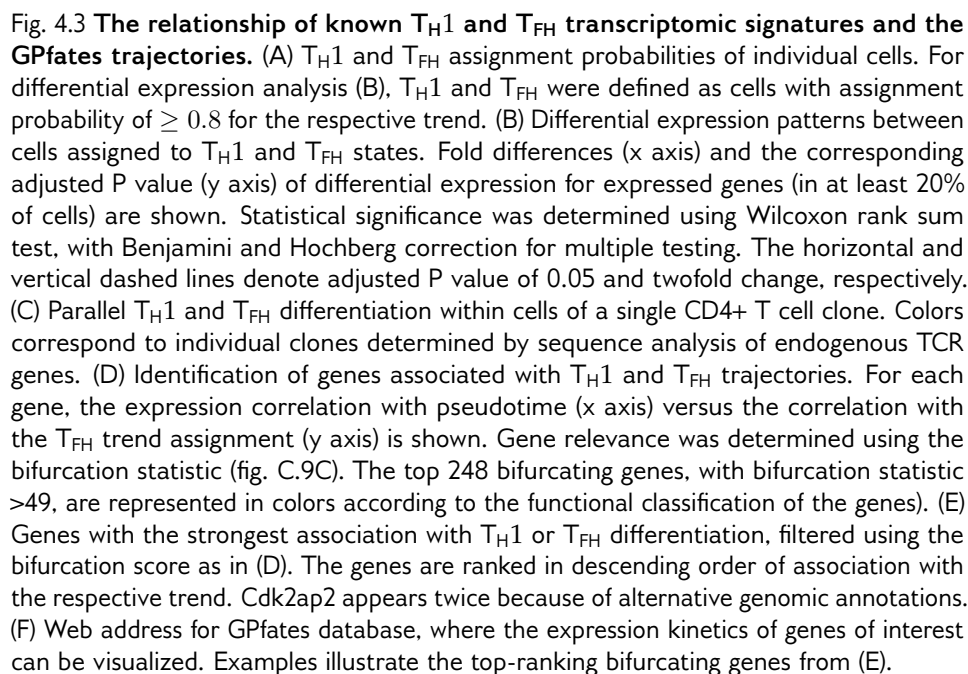 Fig. 4.3 The relationship of known TH1 and TFH transcriptomic signatures and the
GPfates trajectories. (A) TH1 and TFH assignment probabilities of individual cells. For
differential expression analysis (B), TH1 and TFH were defined as cells with assignment
probability of ≥ 0.8 for the respective trend. (B) Differential expression patterns between
cells assigned to TH1 and TFH states. Fold differences (x axis) and the corresponding
adjusted P value (y axis) of differential expression for expressed genes (in at least 20%
of cells) are shown. Statistical significance was determined using Wilcoxon rank sum
test, with Benjamini and Hochberg correction for multiple testing. The horizontal and
vertical dashed lines denote adjusted P value of 0.05 and twofold change, respectively.
(C) Parallel TH1 and TFH differentiation within cells of a single CD4+ T cell clone. Colors
correspond to individual clones determined by sequence analysis of endogenous TCR
genes. (D) Identification of genes associated with TH1 and TFH trajectories. For each
gene, the expression correlation with pseudotime (x axis) versus the correlation with
the TFH trend assignment (y axis) is shown. Gene relevance was determined using the
bifurcation statistic (fig. C.9C). The top 248 bifurcating genes, with bifurcation statistic
>49, are represented in colors according to the functional classification of the genes). (E)
Genes with the strongest association with TH1 or TFH differentiation, filtered using the
bifurcation score as in (D). The genes are ranked in descending order of association with
the respective trend. Cdk2ap2 appears twice because of alternative genomic annotations.
(F) Web address for GPfates database, where the expression kinetics of genes of interest
can be visualized. Examples illustrate the top-ranking bifurcating genes from (E).